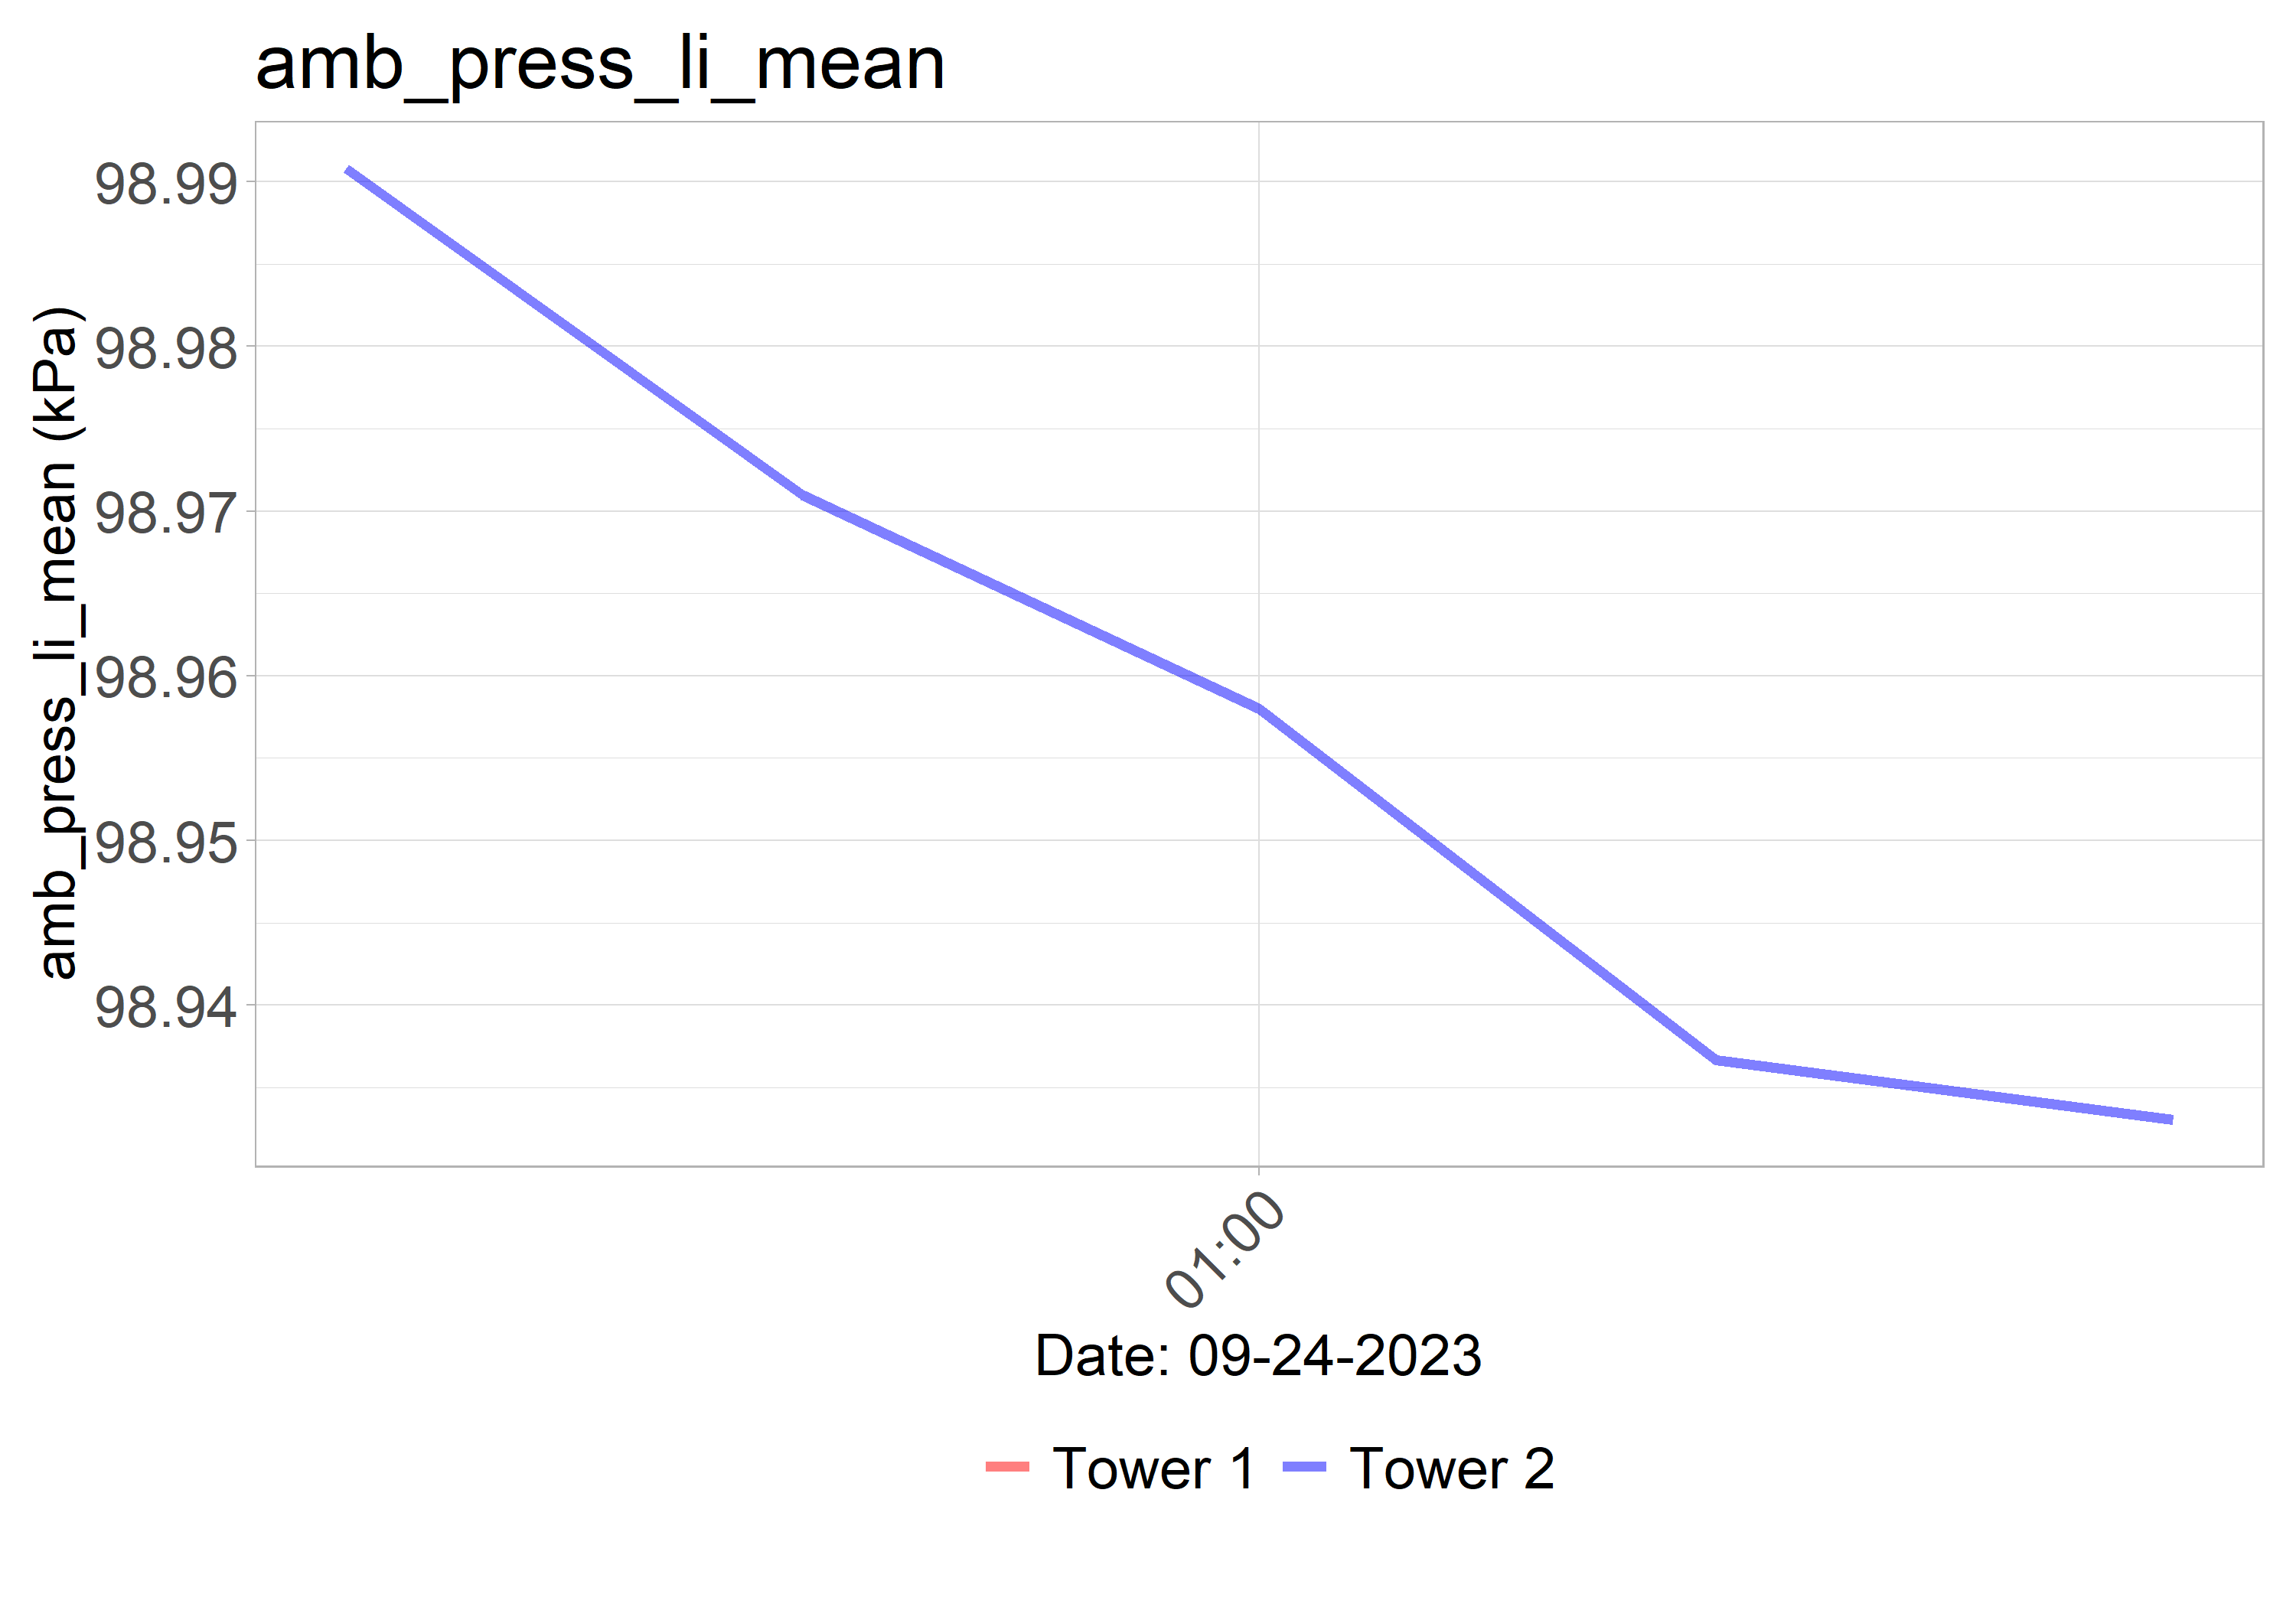 amb_press_li_mean
amb_press_li_mean (kPa)
98.99
98.98
98.97
98.96
98.95
98.94
01:00
Date: 09-24-2023
Tower 1 Tower 2